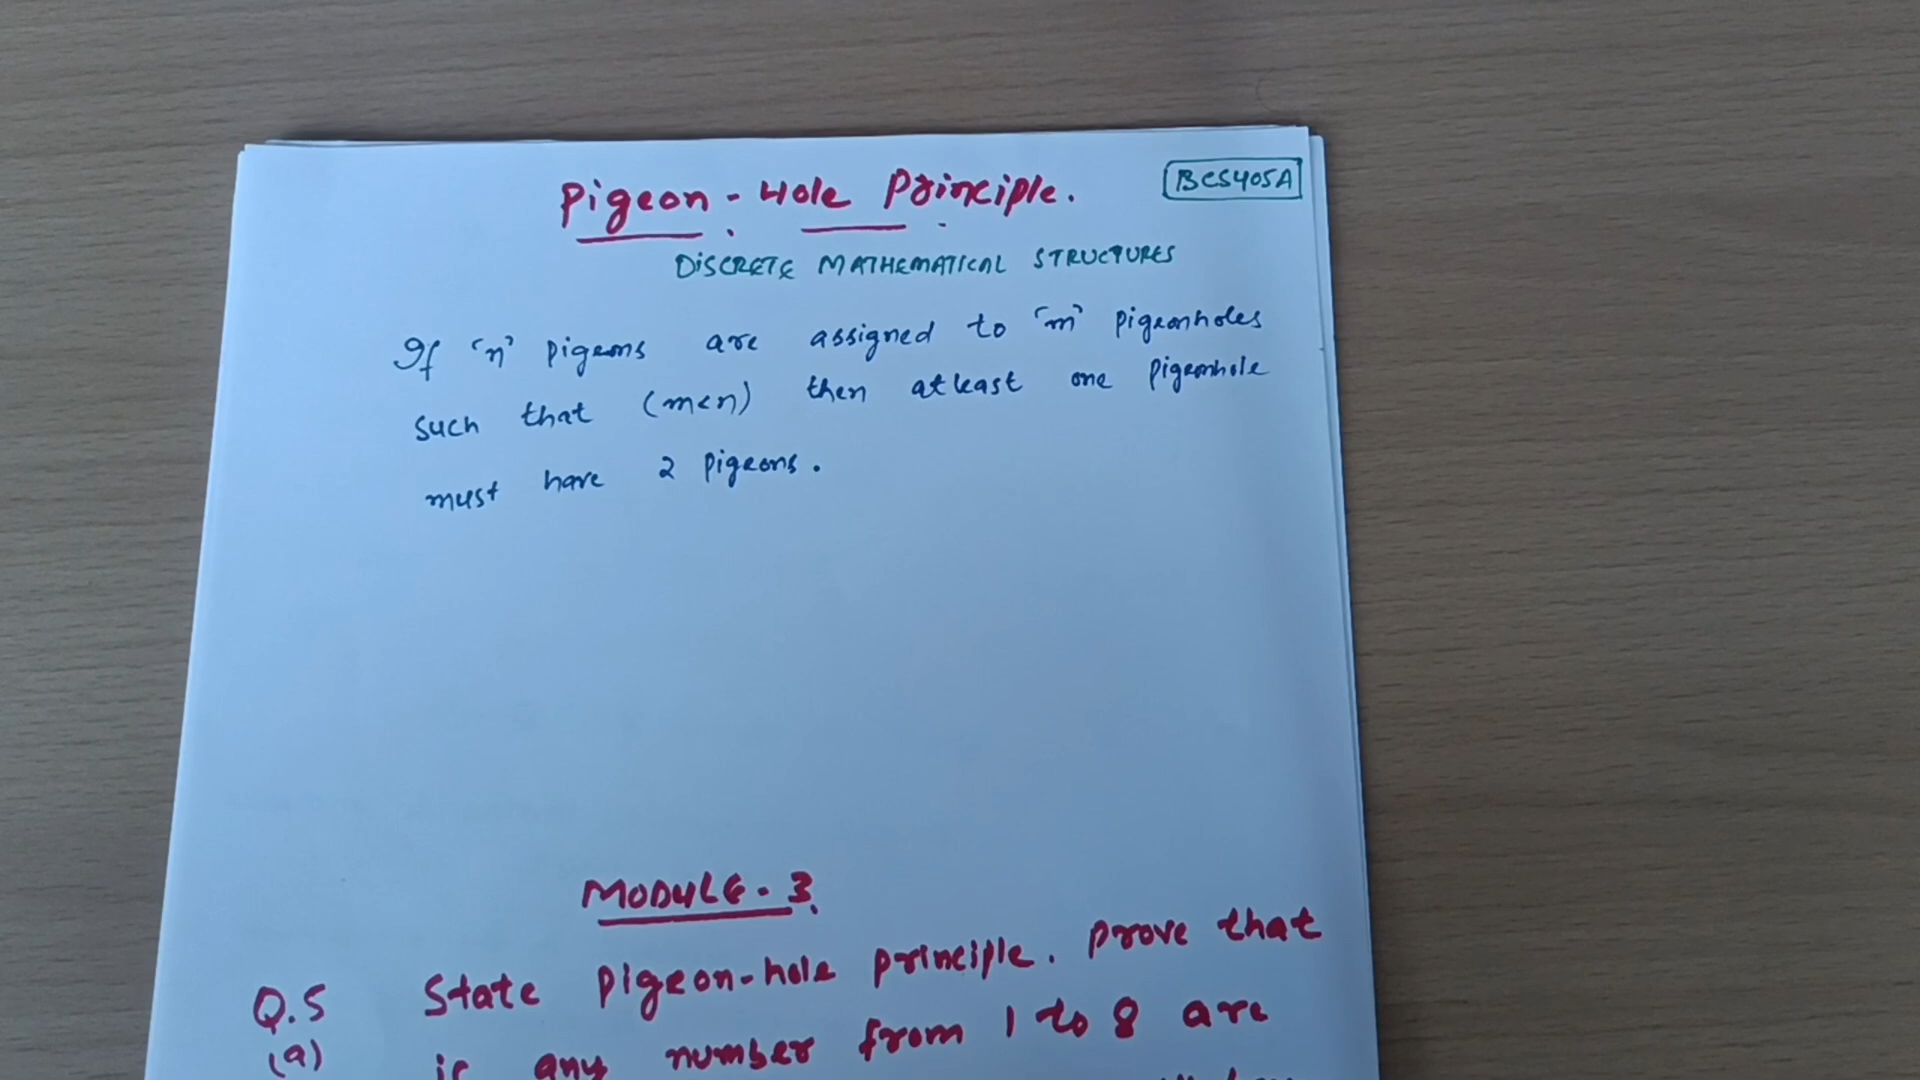 Pigeon - Hole Principle.
BCS405A
DISCRETE MATHEMATICAL STRUCTURES
If 'n' pigeons are assigned to 'm' pigeonholes
such that (m<n) then atleast one pigeonhole
must have 2 pigeons.
MODULE - 3
Q.5 State pigeon-hole principle. prove that
(a) if any number from 1 to 8 are